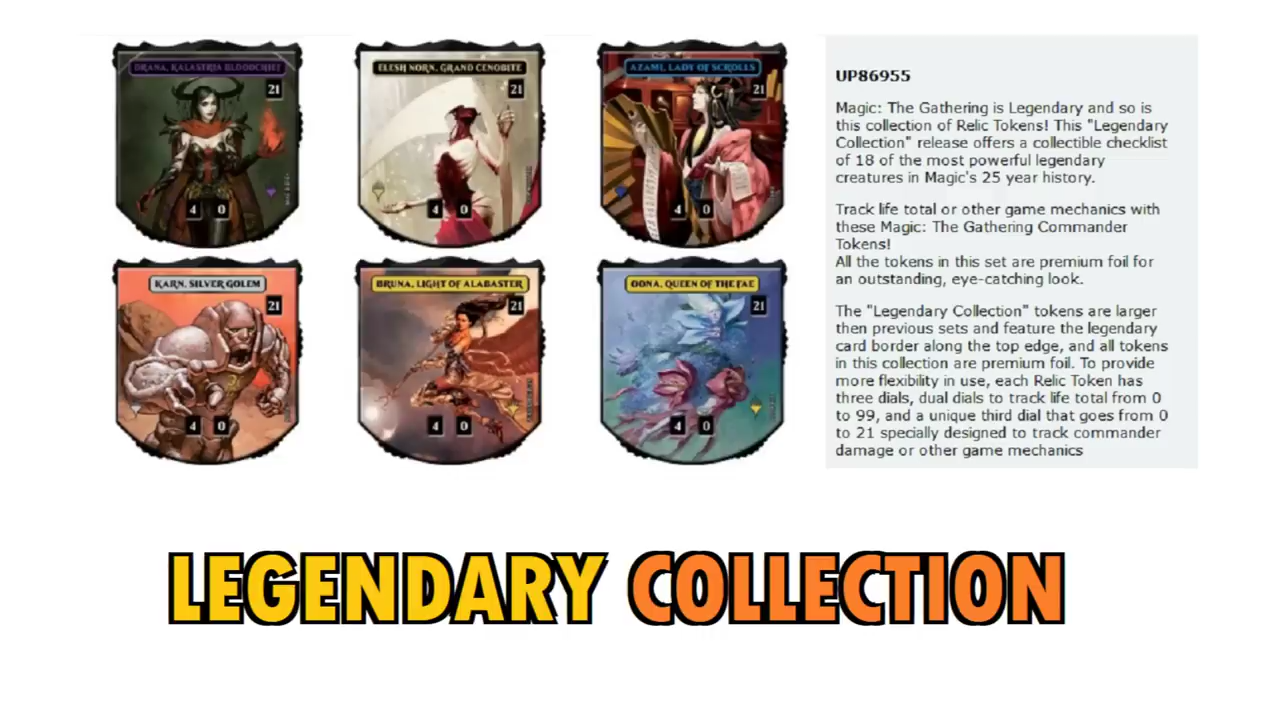 DRANA, KALASTRIA BLOODCHIEF
21
4 0
ELESH NORN, GRAND CENOBITE
21
4 0
AZAMI, LADY OF SCROLLS
21
4 0
KARN, SILVER GOLEM
21
4 0
BRUNA, LIGHT OF ALABASTER
21
4 0
OONA, QUEEN OF THE FAE
21
4 0
UP86955
Magic: The Gathering is Legendary and so is
this collection of Relic Tokens! This "Legendary
Collection" release offers a collectible checklist
of 18 of the most powerful legendary
creatures in Magic's 25 year history.
Track life total or other game mechanics with
these Magic: The Gathering Commander
Tokens!
All the tokens in this set are premium foil for
an outstanding, eye-catching look.
The "Legendary Collection" tokens are larger
then previous sets and feature the legendary
card border along the top edge, and all tokens
in this collection are premium foil. To provide
more flexibility in use, each Relic Token has
three dials, dual dials to track life total from 0
to 99, and a unique third dial that goes from 0
to 21 specially designed to track commander
damage or other game mechanics
LEGENDARY COLLECTION